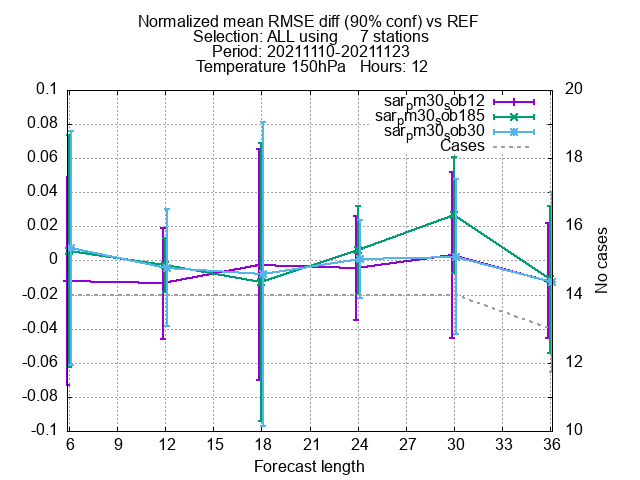 Normalized mean RMSE diff (90% conf) vs REF
Selection: ALL using     7 stations
Period: 20211110-20211123
Temperature 150hPa   Hours: 12
0.1
0.08
0.06
0.04
0.02
0
-0.02
-0.04
-0.06
-0.08
-0.1
20
18
16
14
12
10
sarpm30sob12
sarpm30sob185
sarpm30sob30
Cases
No cases
6 9 12 15 18 21 24 27 30 33 36
Forecast length